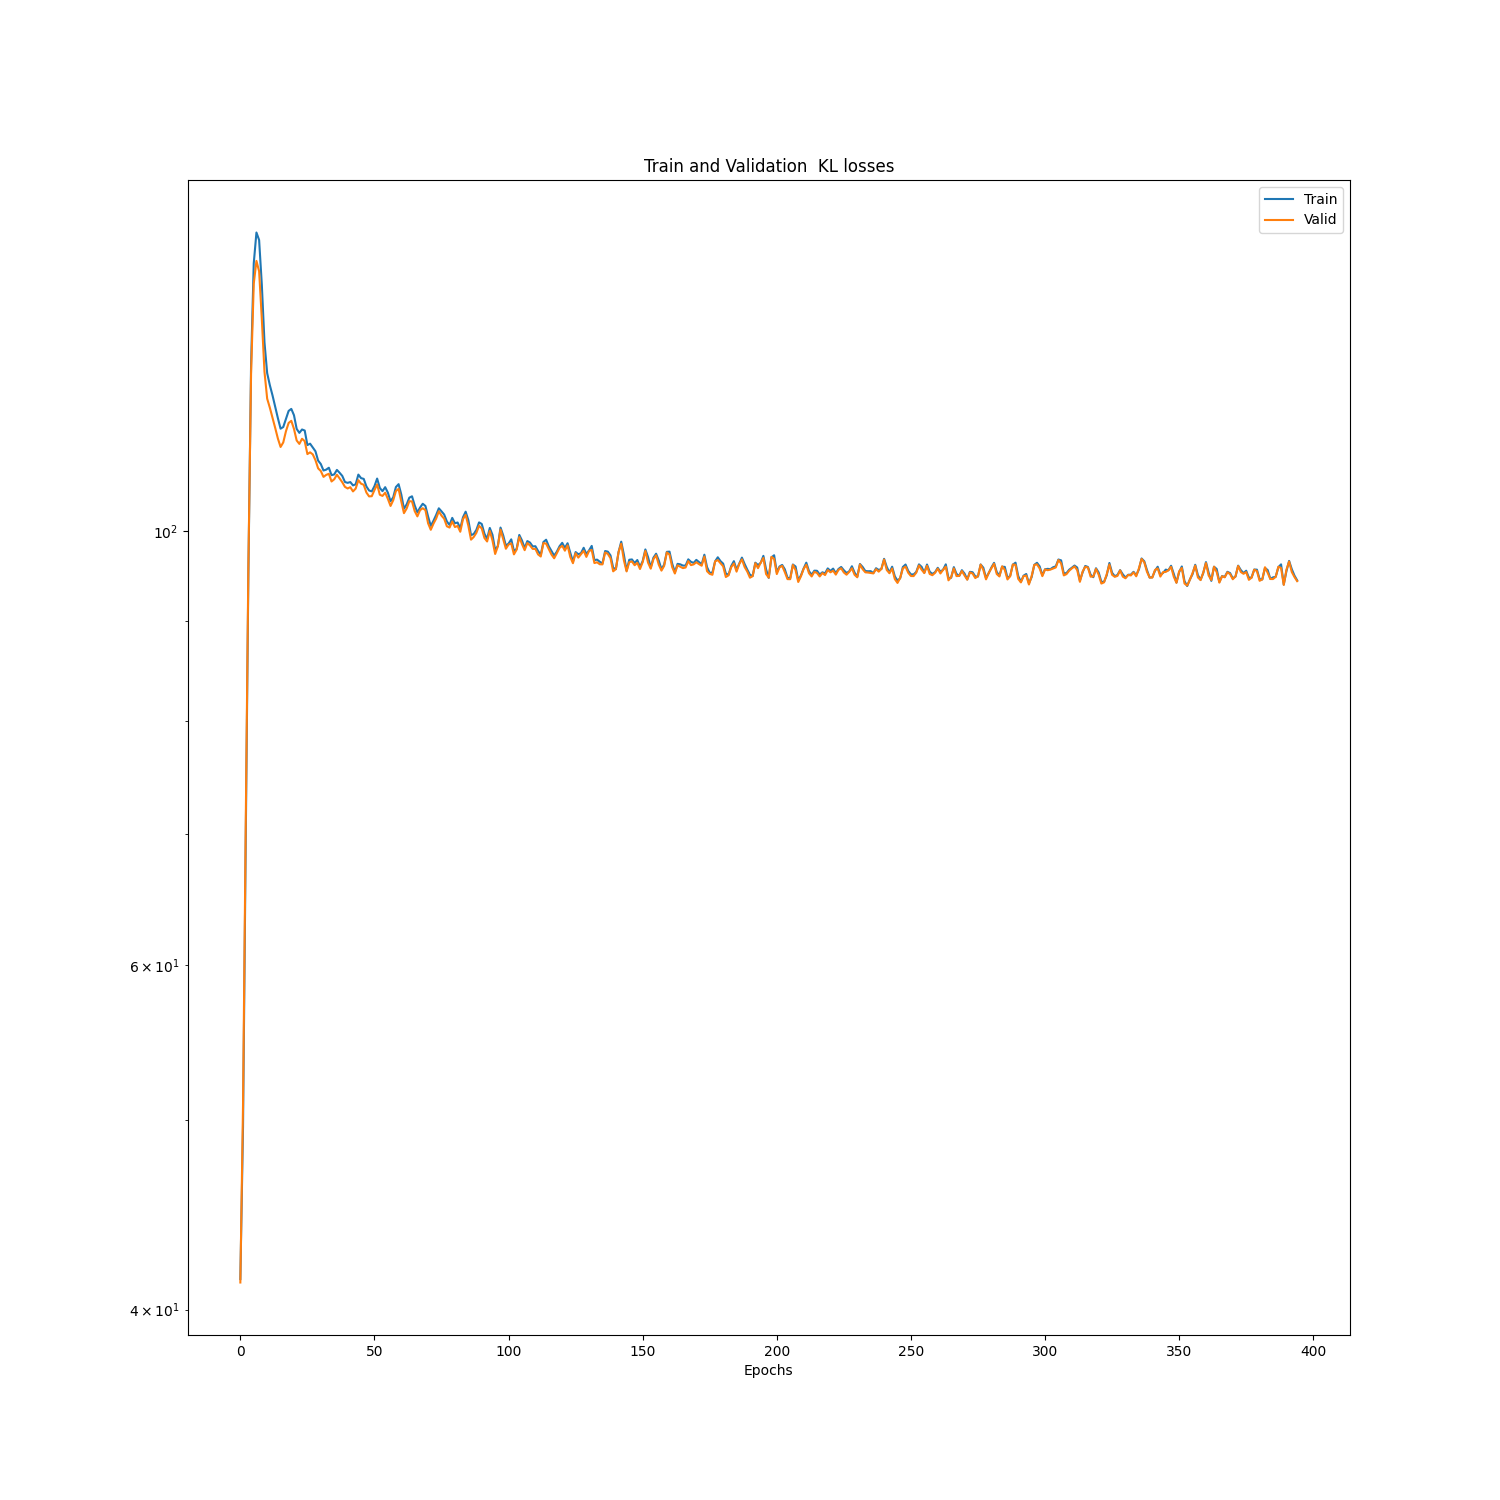 Train and Validation  KL losses
Train
Valid
10²
6 × 10¹
4 × 10¹
0 50 100 150 200 250 300 350 400
Epochs